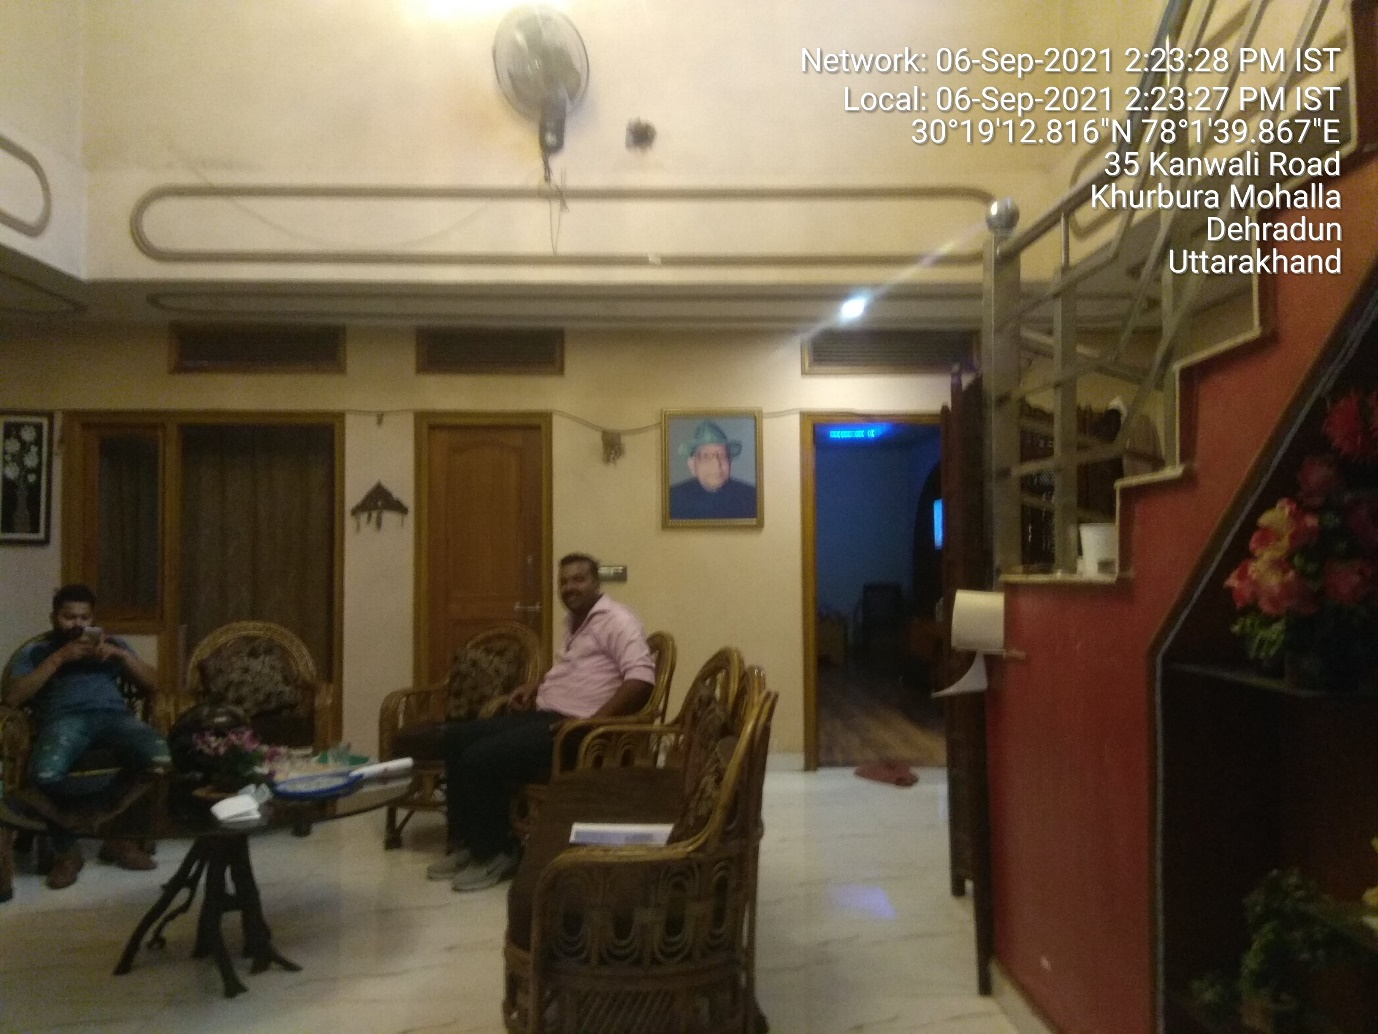 Network: 06-Sep-2021 2:23:28 PM IST
Local: 06-Sep-2021 2:23:27 PM IST
30°19'12.816"N 78°1'39.867"E
35 Kanwali Road
Khurbura Mohalla
Dehradun
Uttarakhand